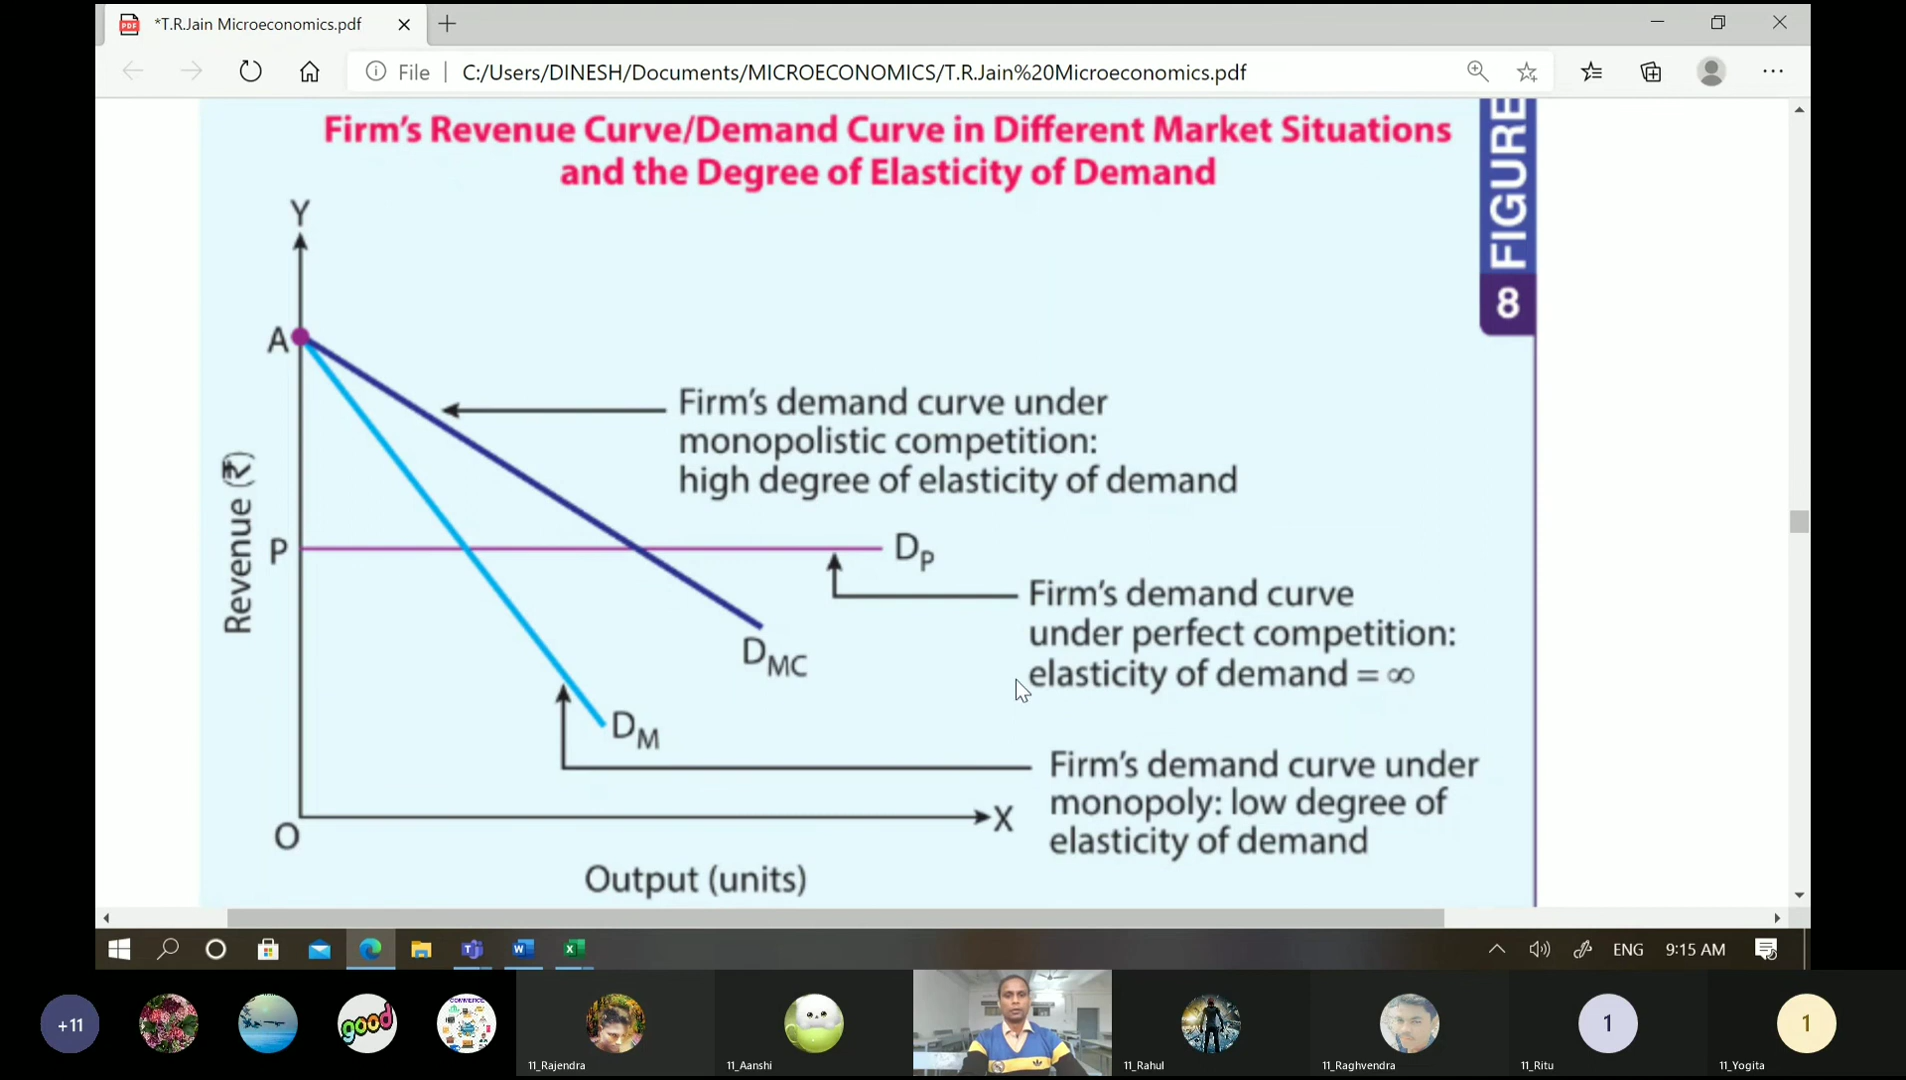 *T.R.Jain Microeconomics.pdf
File | C:/Users/DINESH/Documents/MICROECONOMICS/T.R.Jain%20Microeconomics.pdf
Firm's Revenue Curve/Demand Curve in Different Market Situations
and the Degree of Elasticity of Demand
FIGURE
8
Y
A
Firm's demand curve under
monopolistic competition:
high degree of elasticity of demand
Revenue (₹)
P
DP
Firm's demand curve
under perfect competition:
elasticity of demand = ∞
DMC
DM
Firm's demand curve under
monopoly: low degree of
elasticity of demand
X
O
Output (units)
ENG 9:15 AM
+11
good
COMMERCE
1
1
11_Rajendra
11_Aanshi
11_Rahul
11_Raghvendra
11_Ritu
11_Yogita